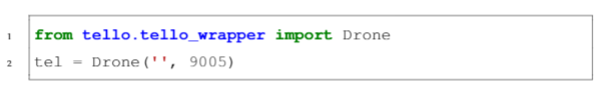 1 from tello.tello_wrapper import Drone
2 tel = Drone('', 9005)